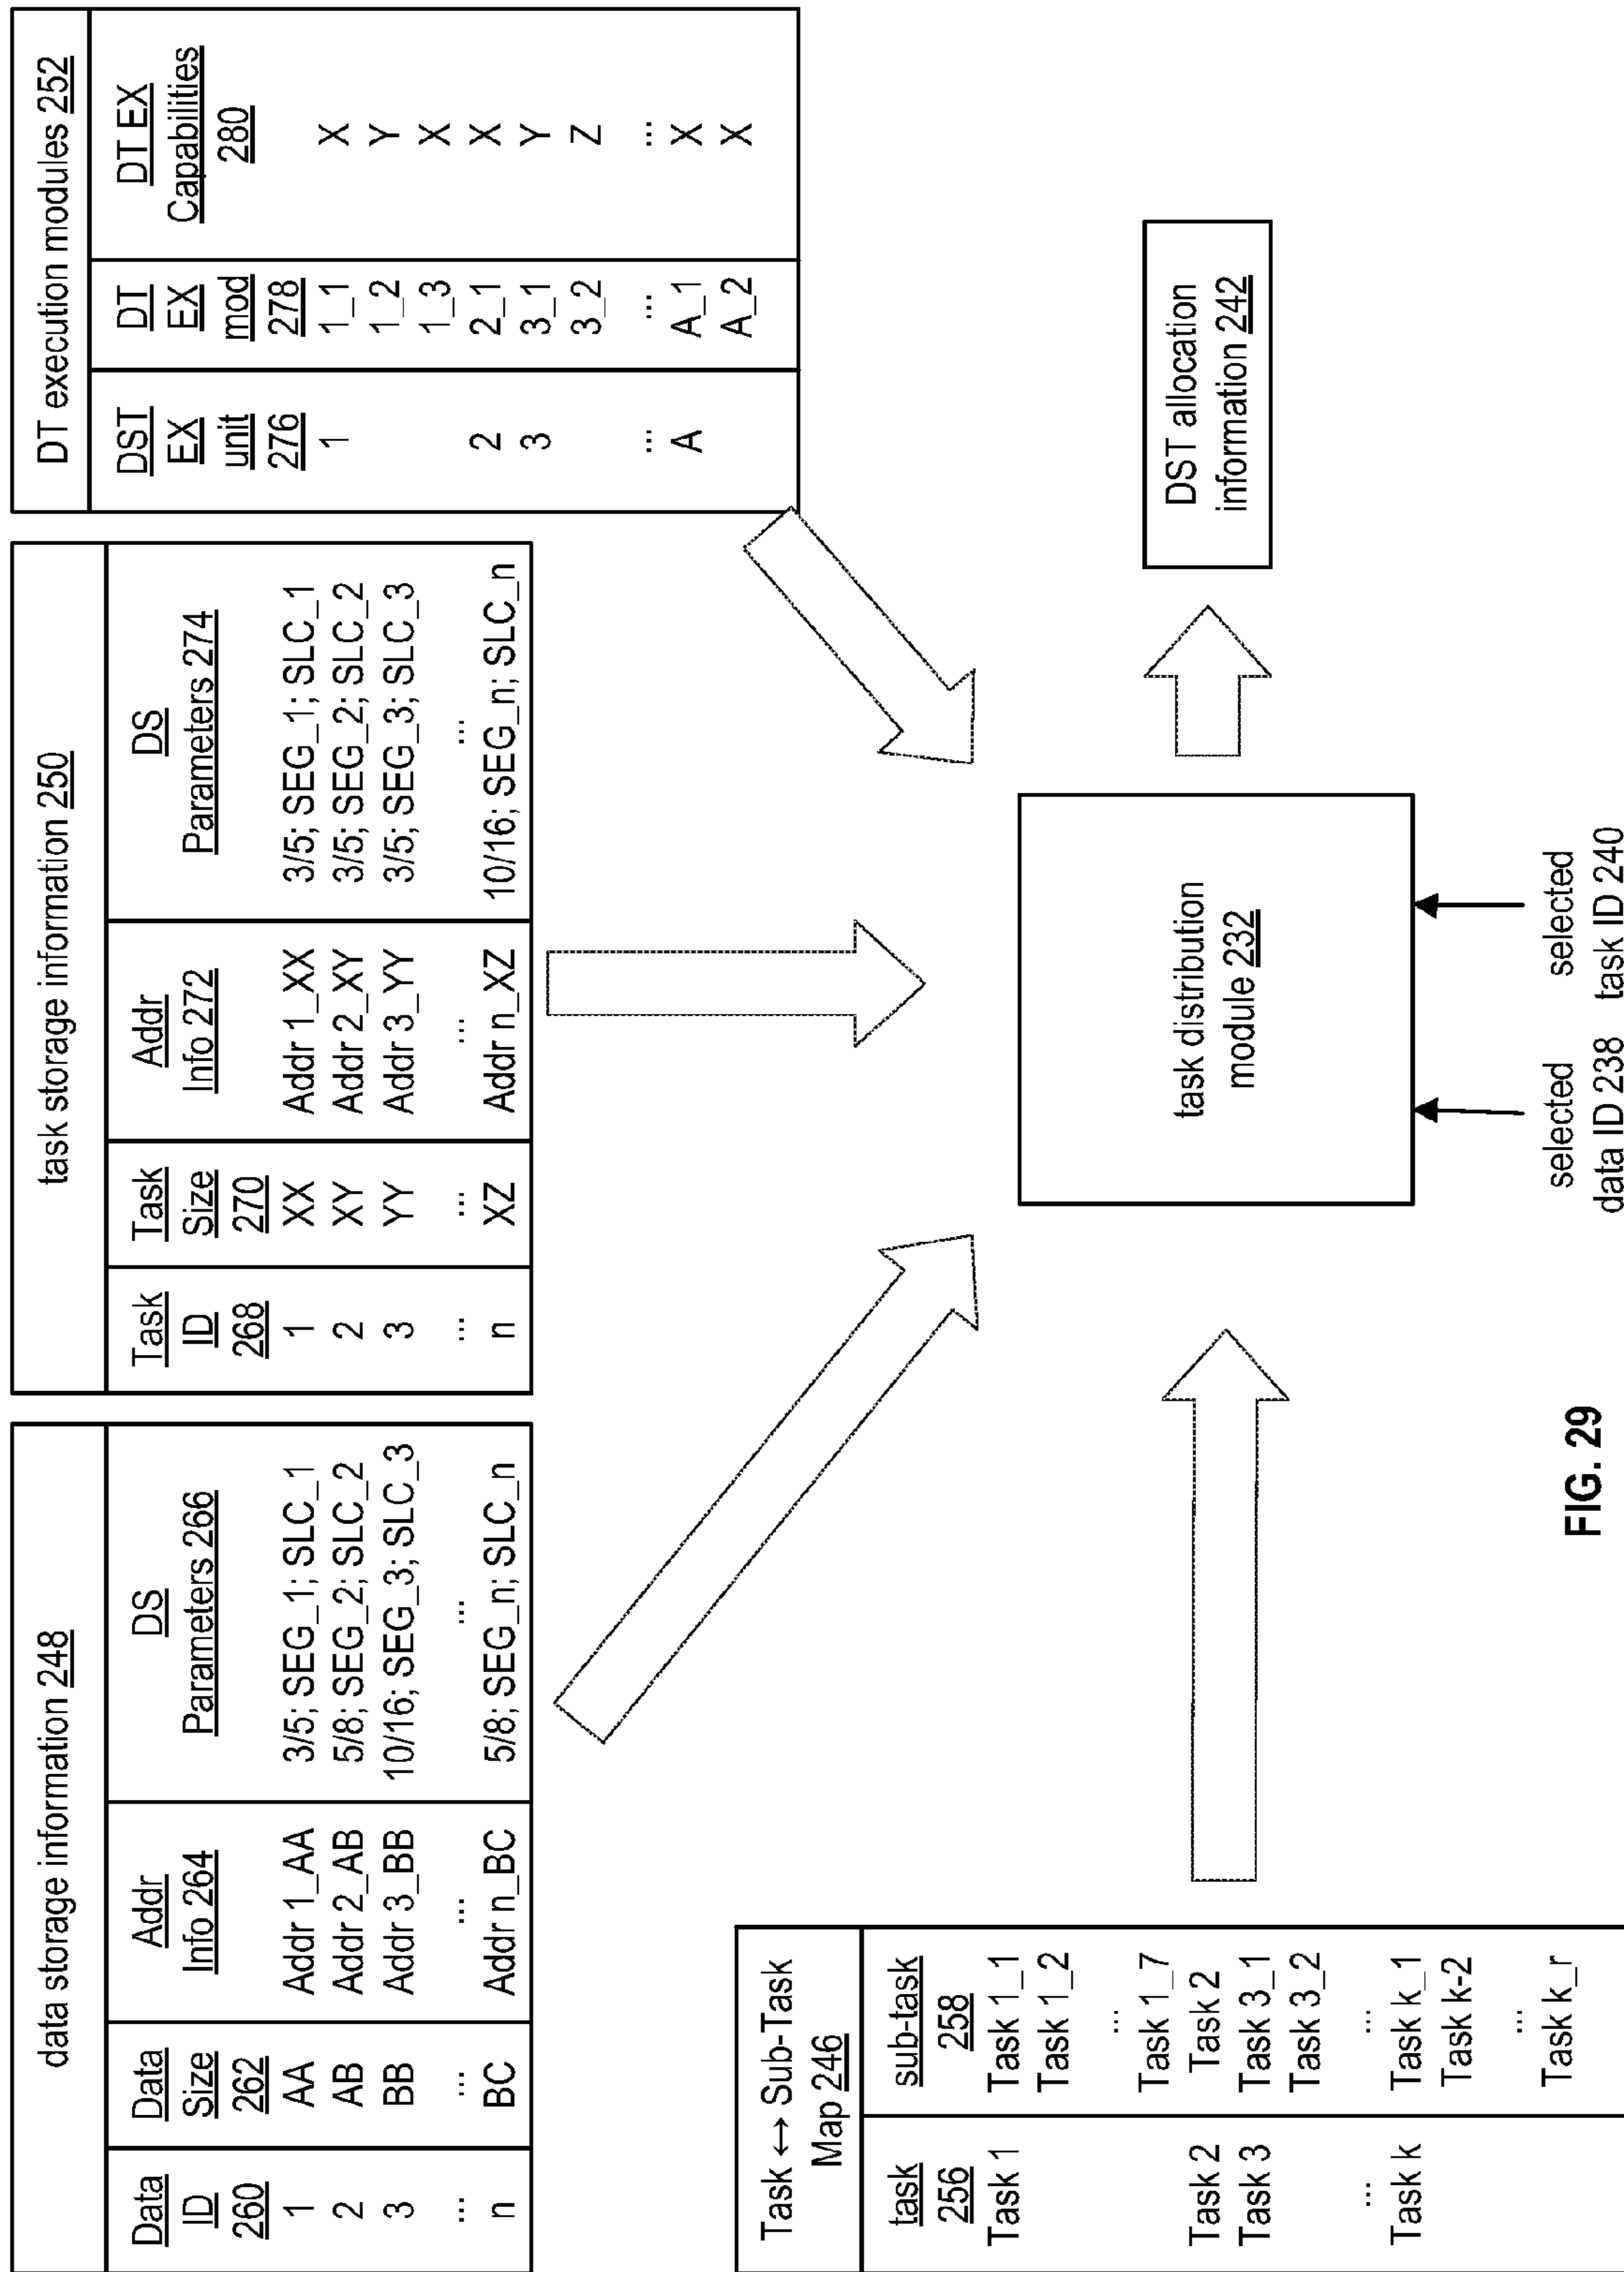 data storage information 248
Data ID 260 Data Size 262 Addr Info 264 DS Parameters 266
1 AA Addr 1_AA 3/5; SEG_1; SLC_1
2 AB Addr 2_AB 5/8; SEG_2; SLC_2
3 BB Addr 3_BB 10/16; SEG_3; SLC_3
... ... ... ...
n BC Addr n_BC 5/8; SEG_n; SLC_n
task storage information 250
Task ID 268 Task Size 270 Addr Info 272 DS Parameters 274
1 XX Addr 1_XX 3/5; SEG_1; SLC_1
2 XY Addr 2_XY 3/5; SEG_2; SLC_2
3 YY Addr 3_YY 3/5; SEG_3; SLC_3
... ... ... ...
n XZ Addr n_XZ 10/16; SEG_n; SLC_n
DT execution modules 252
DST EX unit 276 DT EX mod 278 DT EX Capabilities 280
1 1_1 X
1_2 Y
1_3 X
2 2_1 X
3 3_1 Y
3_2 Z
... ... ...
A A_1 X
A_2 X
Task ↔ Sub-Task
Map 246
task 256 sub-task 258
Task 1 Task 1_1
Task 1_2
...
Task 1_7
Task 2 Task 2
Task 3 Task 3_1
Task 3_2
... ...
Task k Task k_1
Task k-2
...
Task k_r
task distribution
module 232
DST allocation
information 242
selected
data ID 238
selected
task ID 240
FIG. 29